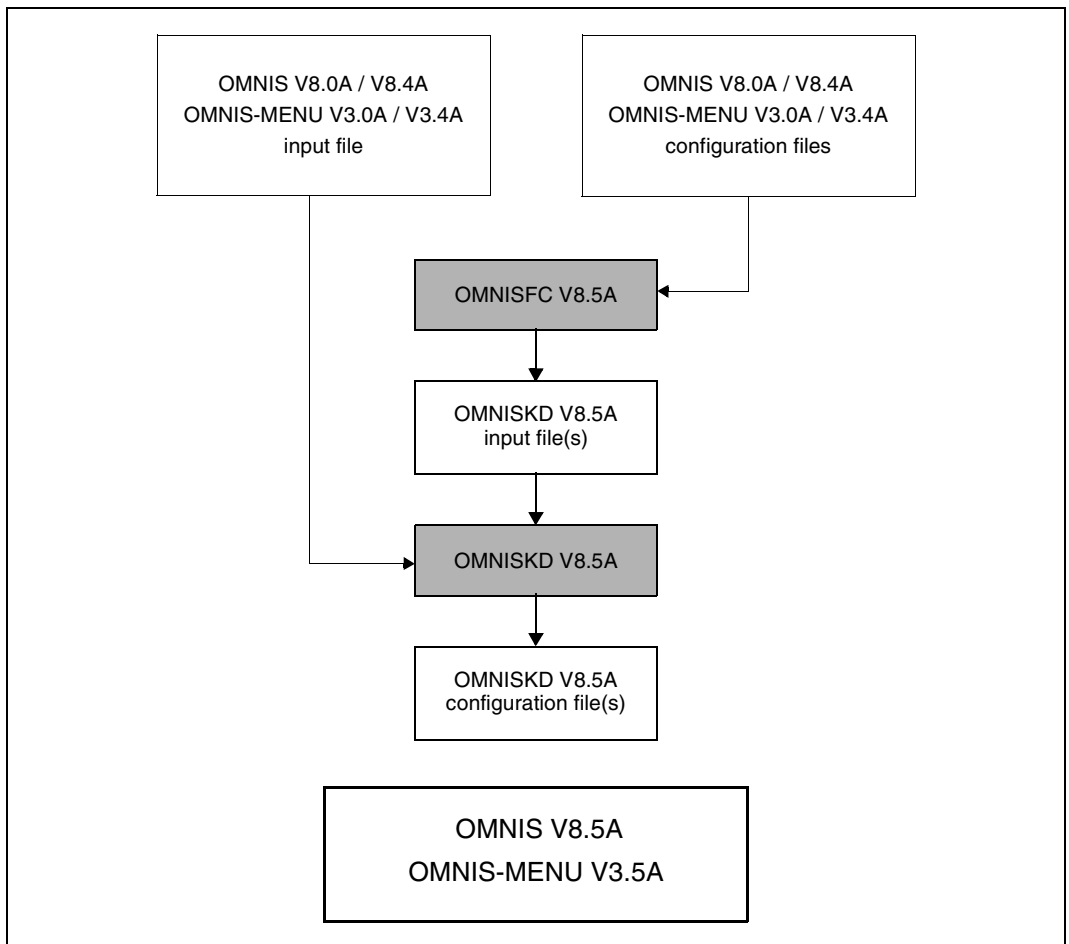 OMNIS V8.0A / V8.4A
OMNIS-MENU V3.0A / V3.4A
input file
OMNIS V8.0A / V8.4A
OMNIS-MENU V3.0A / V3.4A
configuration files
OMNISFC V8.5A
OMNISKD V8.5A
input file(s)
OMNISKD V8.5A
OMNISKD V8.5A
configuration file(s)
OMNIS V8.5A
OMNIS-MENU V3.5A